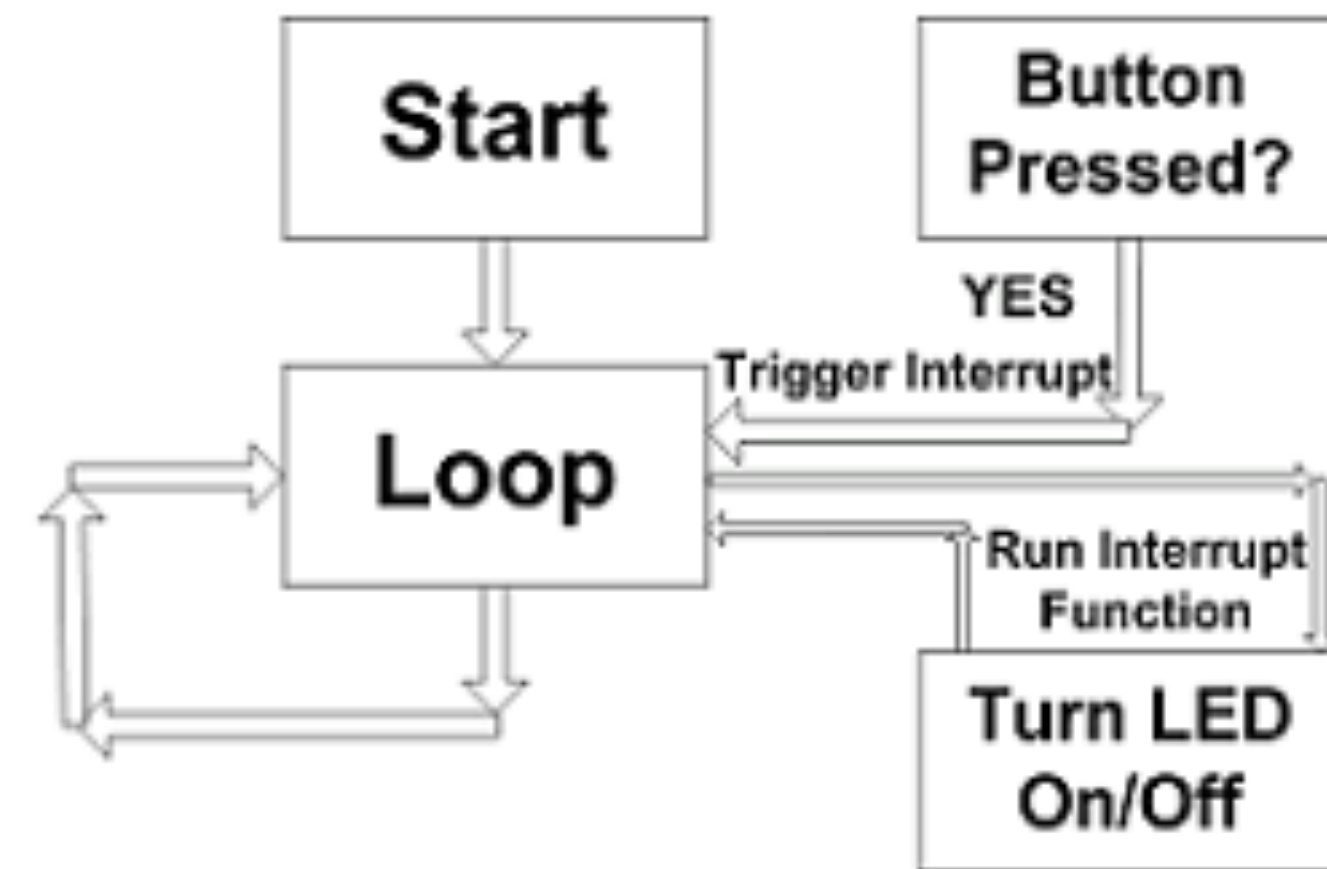 Start
Button
Pressed?
YES
Trigger Interrupt
Loop
Run Interrupt
Function
Turn LED
On/Off